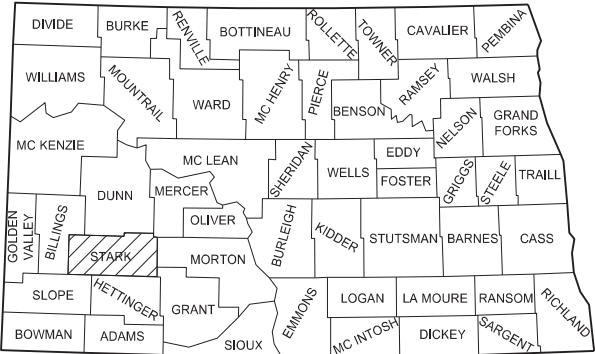 DIVIDE
BURKE
RENVILLE
BOTTINEAU
ROLLETTE
TOWNER
CAVALIER
PEMBINA
WILLIAMS
MOUNTRAIL
WARD
MC HENRY
PIERCE
BENSON
RAMSEY
WALSH
NELSON
GRAND
FORKS
MC KENZIE
MC LEAN
SHERIDAN
WELLS
EDDY
FOSTER
GRIGGS
STEELE
TRAILL
DUNN
MERCER
OLIVER
GOLDEN
VALLEY
BILLINGS
STARK
MORTON
BURLEIGH
KIDDER
STUTSMAN
BARNES
CASS
SLOPE
HETTINGER
GRANT
EMMONS
LOGAN
LA MOURE
RANSOM
RICHLAND
BOWMAN
ADAMS
SIOUX
MC INTOSH
DICKEY
SARGENT